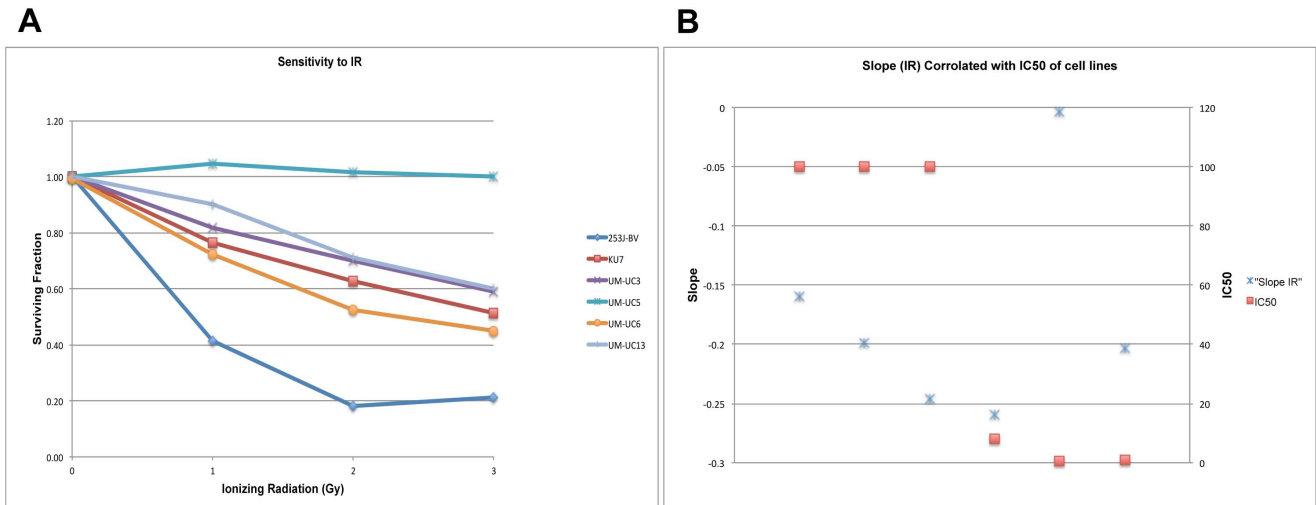 A
Sensitivity to IR
1.20
1.00
0.80
0.60
0.40
0.20
0.00
0
1
2
3
Surviving Fraction
Ionizing Radiation (Gy)
253J-BV
KU7
UM-UC3
UM-UC5
UM-UC6
UM-UC13
B
Slope (IR) Corrolated with IC50 of cell lines
0
-0.05
-0.1
-0.15
-0.2
-0.25
-0.3
Slope
120
100
80
60
40
20
0
IC50
"Slope IR"
IC50